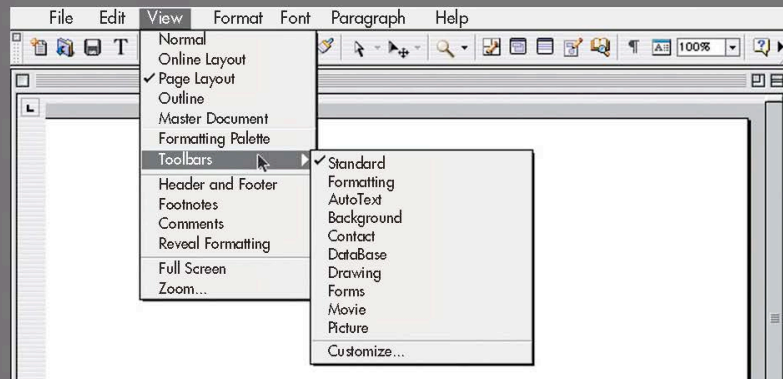 File Edit View Format Font Paragraph Help
T ¶ A 100% ?
L
Normal
Online Layout
✓ Page Layout
Outline
Master Document
Formatting Palette
Toolbars
Header and Footer
Footnotes
Comments
Reveal Formatting
Full Screen
Zoom...
✓ Standard
Formatting
AutoText
Background
Contact
DataBase
Drawing
Forms
Movie
Picture
Customize...